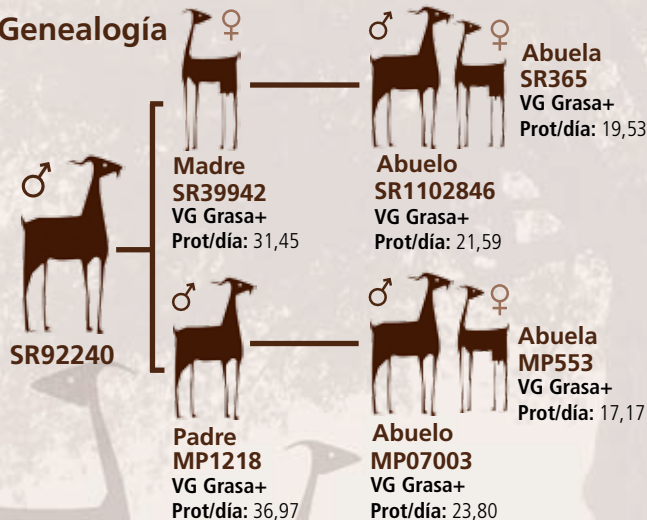 Genealogía
♀
♂
♀
Abuela
SR365
VG Grasa+
Prot/día: 19,53
♂
Madre
SR39942
VG Grasa+
Prot/día: 31,45
Abuelo
SR1102846
VG Grasa+
Prot/día: 21,59
SR92240
♂
♂
♀
Abuela
MP553
VG Grasa+
Prot/día: 17,17
Padre
MP1218
VG Grasa+
Prot/día: 36,97
Abuelo
MP07003
VG Grasa+
Prot/día: 23,80